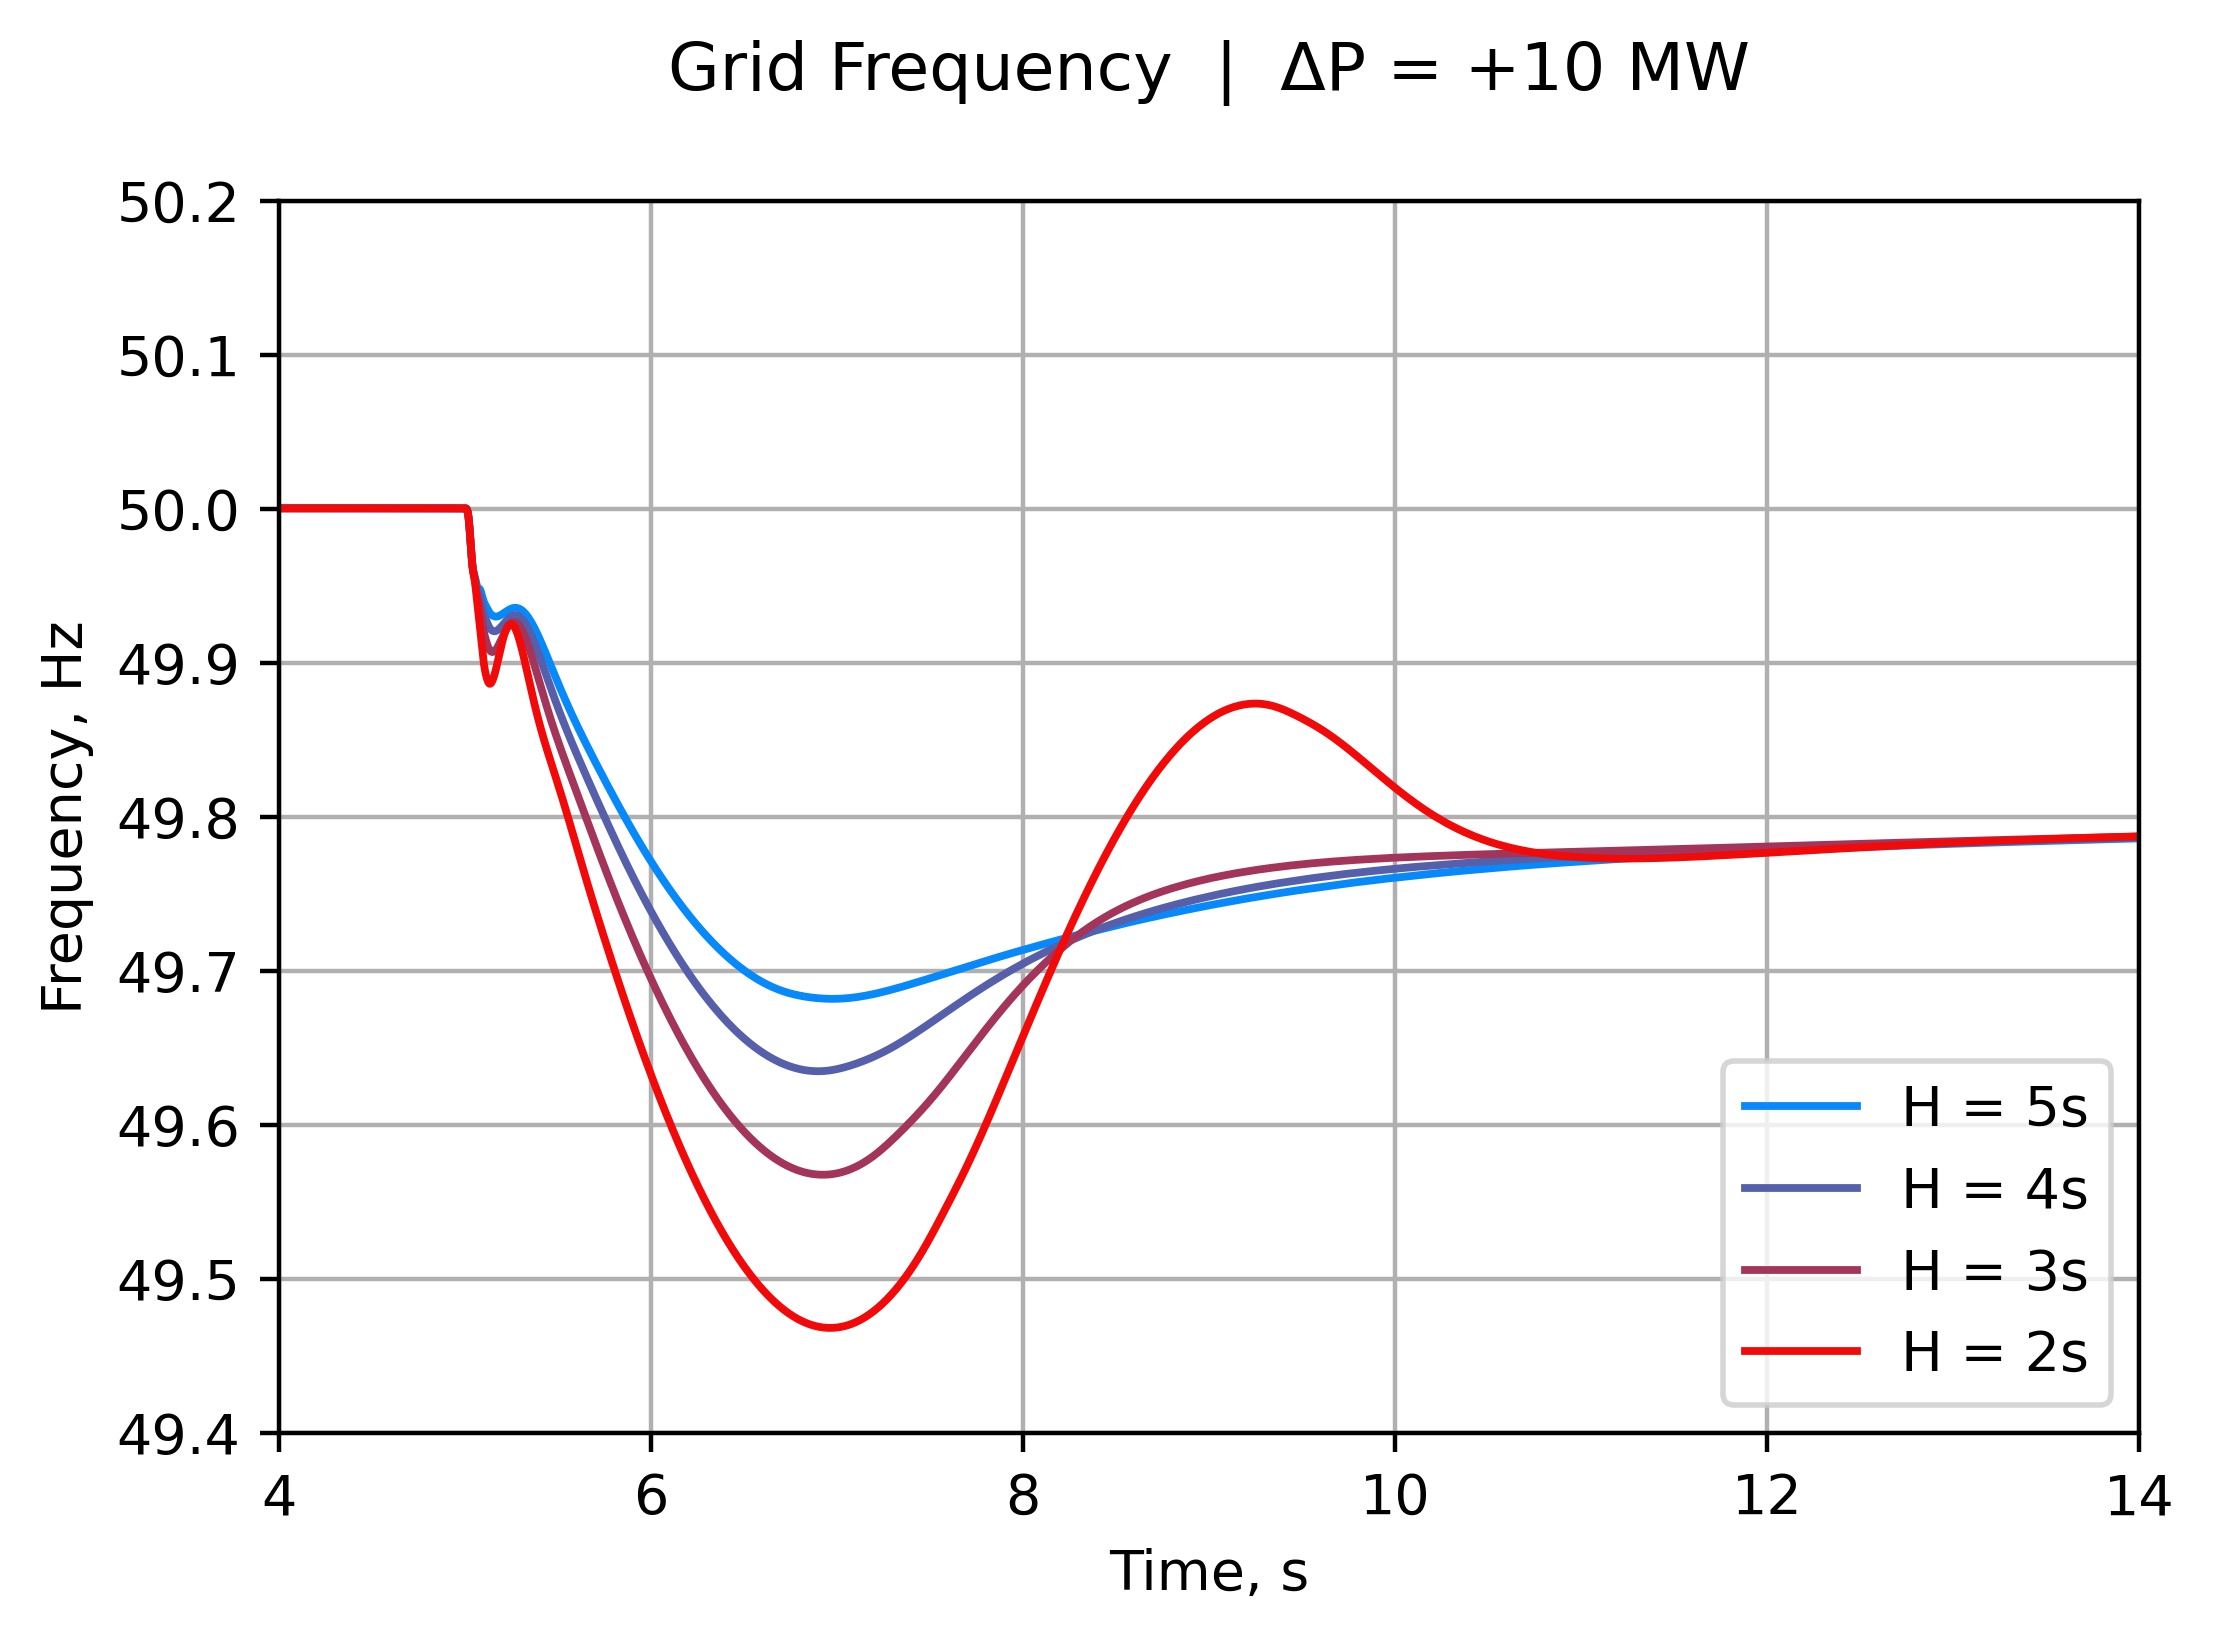 Grid Frequency | ΔP = +10 MW
50.2
50.1
50.0
49.9
49.8
49.7
49.6
49.5
49.4
Frequency, Hz
H = 5s
H = 4s
H = 3s
H = 2s
4 6 8 10 12 14
Time, s